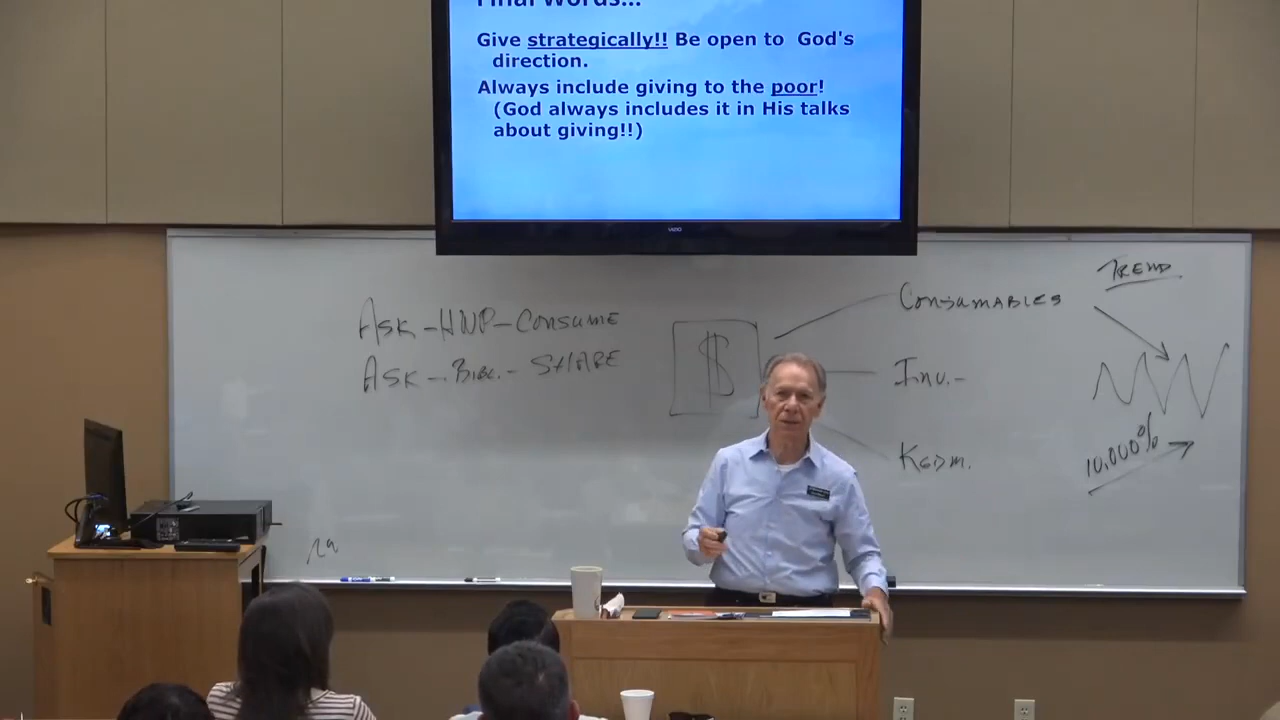 Final Words...
Give strategically!! Be open to God's
direction.
Always include giving to the poor!
(God always includes it in His talks
about giving!!)
VIZIO
TREND
CONSUMABLES
ASK-HWP-CONSUME
ASK-BIBL.- SHARE
$
INV.-
KGDM.
10,000%